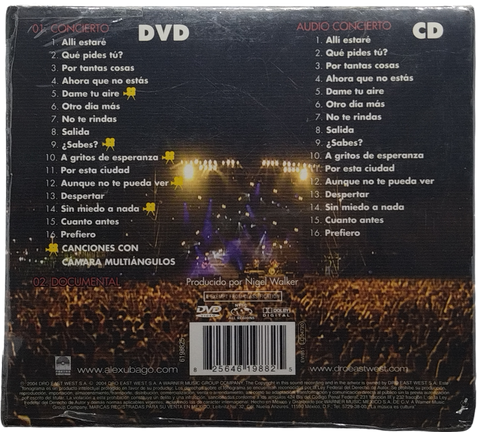 01: CONCIERTO DVD
1. Allí estaré
2. Qué pides tú?
3. Por tantas cosas
4. Ahora que no estás
5. Dame tu aire
6. Otro día más
7. No te rindas
8. Salida
9. ¿Sabes?
10. A gritos de esperanza
11. Por esta ciudad
12. Aunque no te pueda ver
13. Despertar
14. Sin miedo a nada
15. Cuanto antes
16. Prefiero
CANCIONES CON
CÁMARA MULTIÁNGULOS
02: DOCUMENTAL
AUDIO CONCIERTO CD
1. Allí estaré
2. Qué pides tú?
3. Por tantas cosas
4. Ahora que no estás
5. Dame tu aire
6. Otro día más
7. No te rindas
8. Salida
9. ¿Sabes?
10. A gritos de esperanza
11. Por esta ciudad
12. Aunque no te pueda ver
13. Despertar
14. Sin miedo a nada
15. Cuanto antes
16. Prefiero
Producido por Nigel Walker
DVD
DOLBY
DIGITAL
8 25646 19882 5
www.alexubago.com
www.droeastwest.com